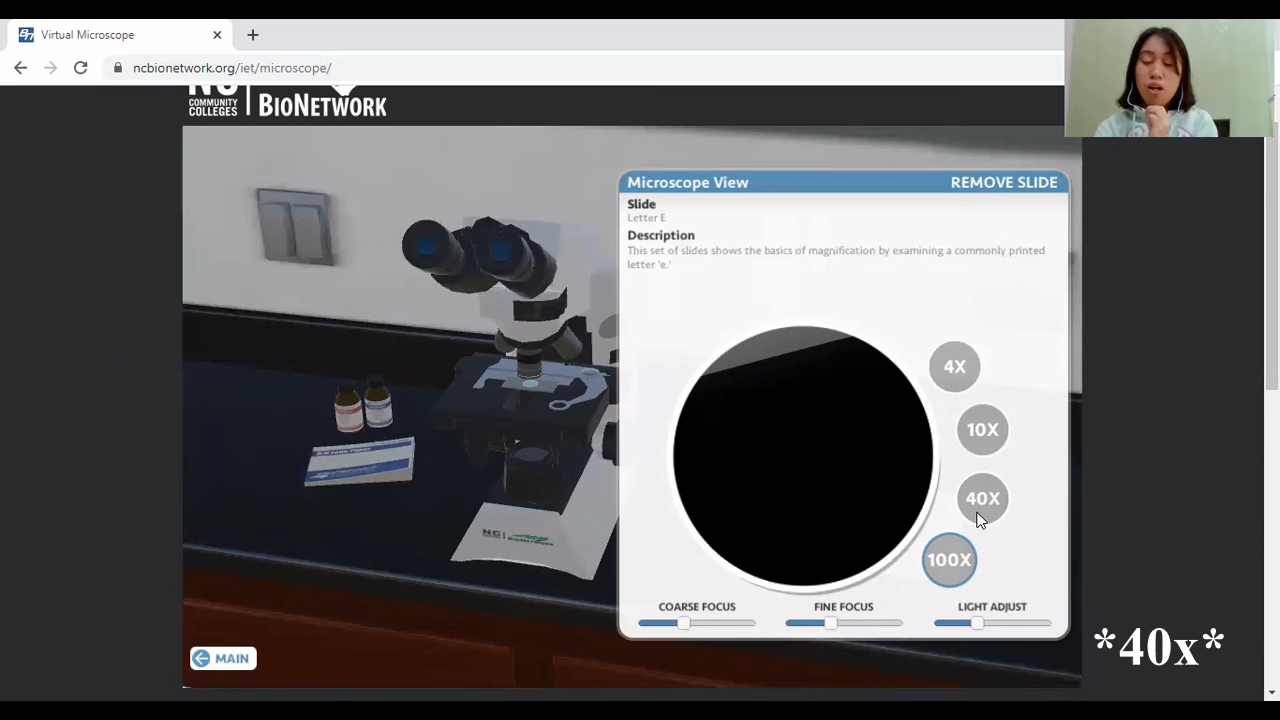 Virtual Microscope
ncbionetwork.org/iet/microscope/
COMMUNITY
COLLEGES
BIONETWORK
Microscope View
REMOVE SLIDE
Slide
Letter E
Description
This set of slides shows the basics of magnification by examining a commonly printed
letter 'e.'
4X
10X
40X
100X
COARSE FOCUS
FINE FOCUS
LIGHT ADJUST
MAIN
*40x*